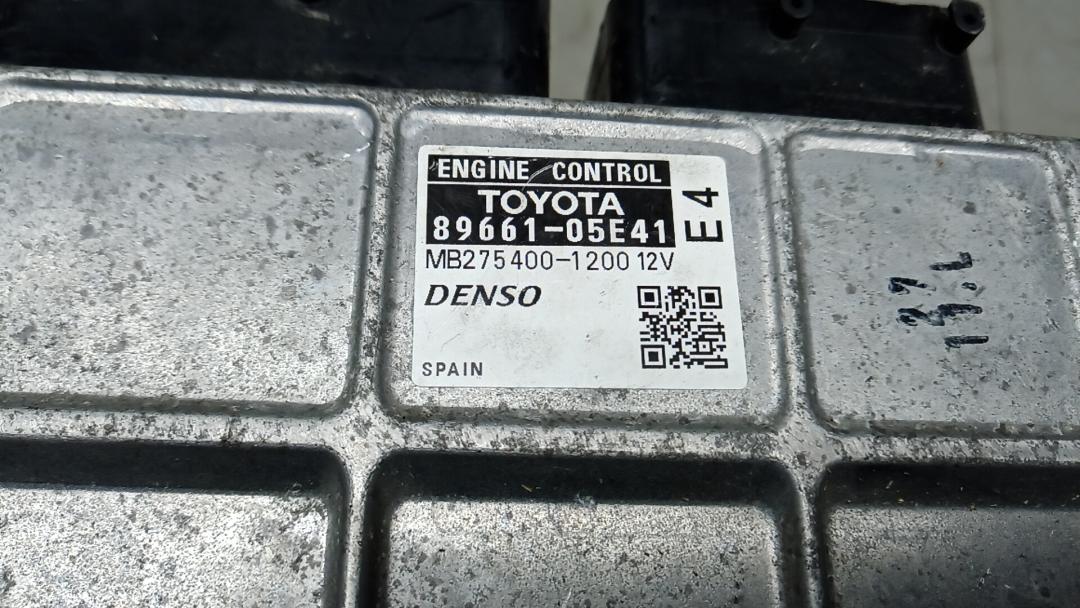 ENGINE CONTROL
TOYOTA
89661-05E41
E4
MB275400-1200 12V
DENSO
SPAIN